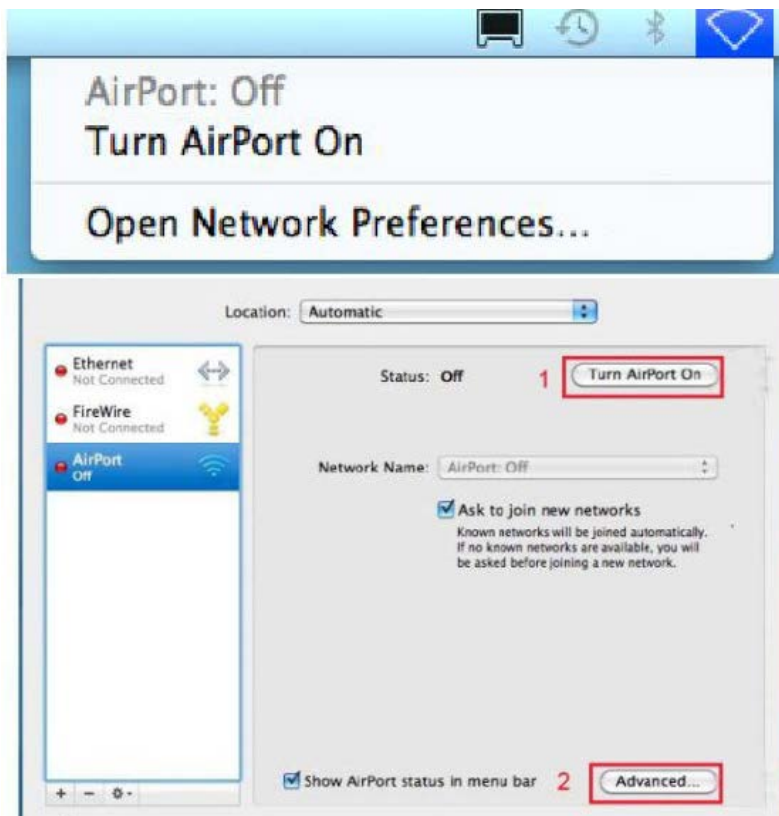 AirPort: Off
Turn AirPort On
Open Network Preferences...
Location: Automatic
Ethernet
Not Connected
FireWire
Not Connected
AirPort
Off
Status: Off 1 Turn AirPort On
Network Name: AirPort: Off
Ask to join new networks
Known networks will be joined automatically.
If no known networks are available, you will
be asked before joining a new network.
Show AirPort status in menu bar 2 Advanced...